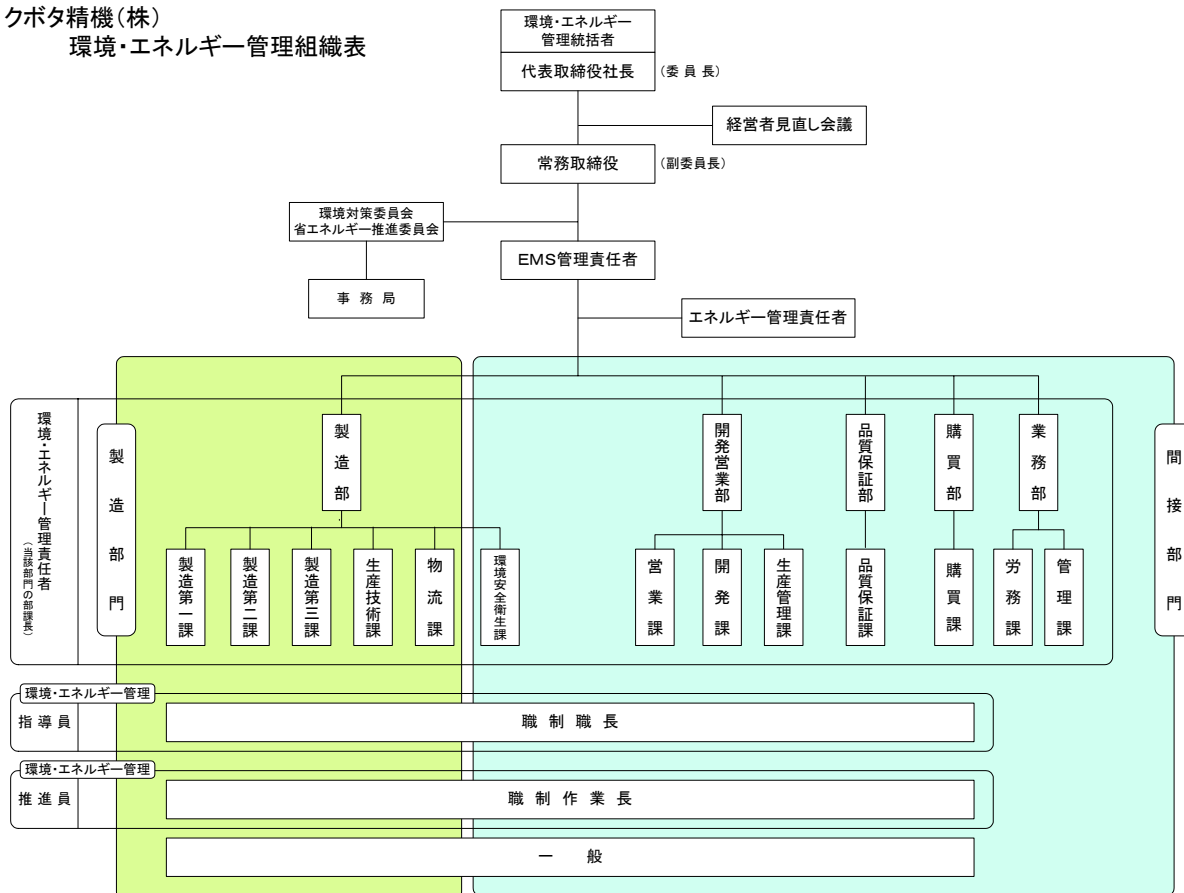 クボタ精機(株)
環境・エネルギー管理組織表
環境・エネルギー
管理統括者
代表取締役社長
(委 員 長)
経営者見直し会議
常務取締役
(副委員長)
環境対策委員会
省エネルギー推進委員会
EMS管理責任者
事 務 局
エネルギー管理責任者
環境・エネルギー管理責任者
(当該部門の部課長)
製造部門
製造部
開発営業部
品質保証部
購買部
業務部
間接部門
製造第一課
製造第二課
製造第三課
生産技術課
物流課
環境安全衛生課
営業課
開発課
生産管理課
品質保証課
購買課
労務課
管理課
環境・エネルギー管理
指 導 員
職 制 職 長
環境・エネルギー管理
推 進 員
職 制 作 業 長
一 般